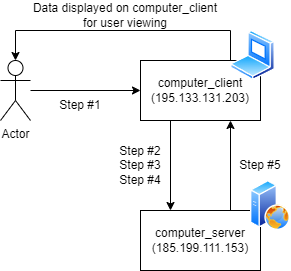 Data displayed on computer_client
for user viewing
computer_client
(195.133.131.203)
Step #1
Actor
Step #2
Step #3
Step #4
Step #5
computer_server
(185.199.111.153)